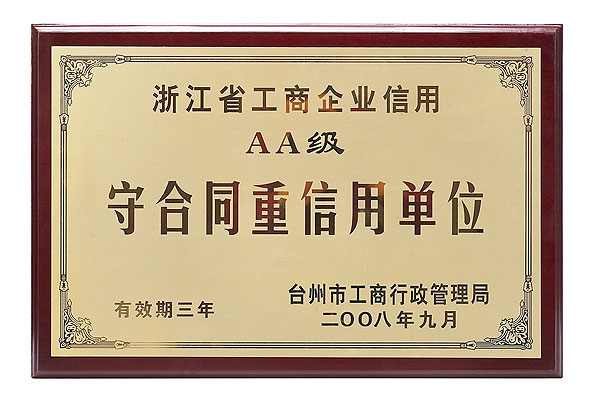 浙江省工商企业信用
AA级
守合同重信用单位
台州市工商行政管理局
有效期三年
二〇〇八年九月